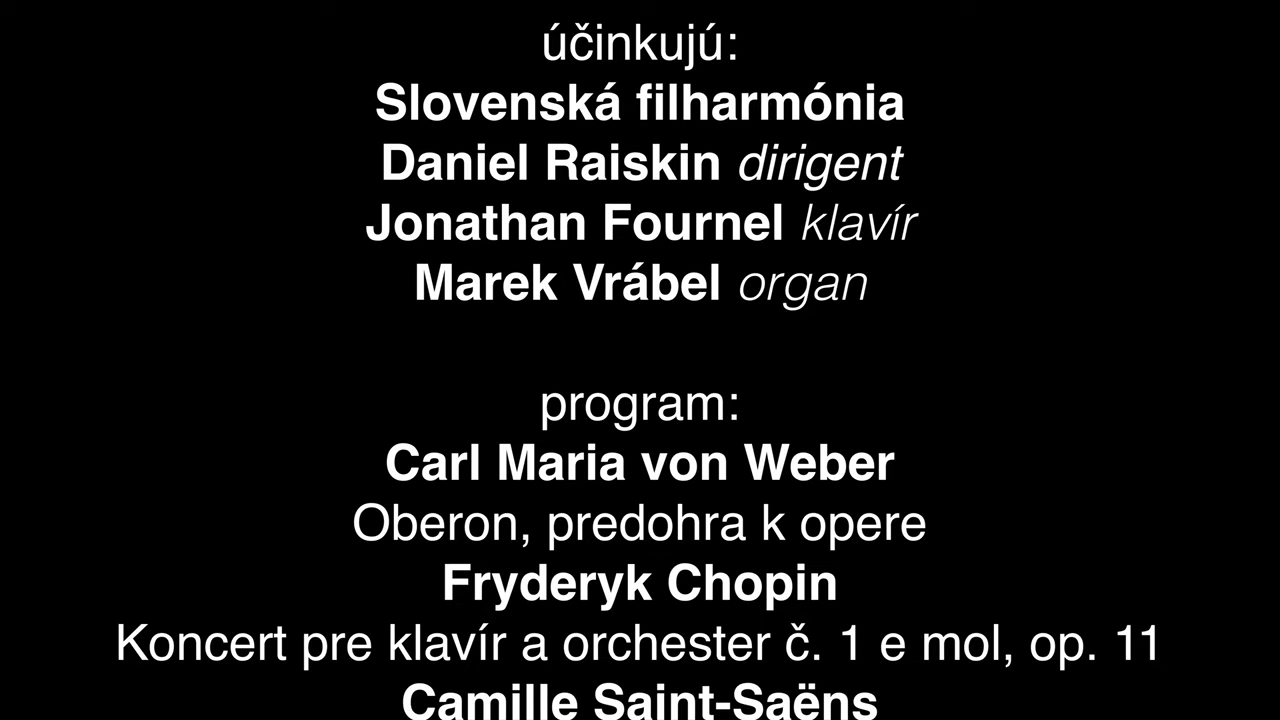 účinkujú:
Slovenská filharmónia
Daniel Raiskin dirigent
Jonathan Fournel klavír
Marek Vrábel organ
program:
Carl Maria von Weber
Oberon, predohra k opere
Fryderyk Chopin
Koncert pre klavír a orchester č. 1 e mol, op. 11
Camille Saint-Saëns